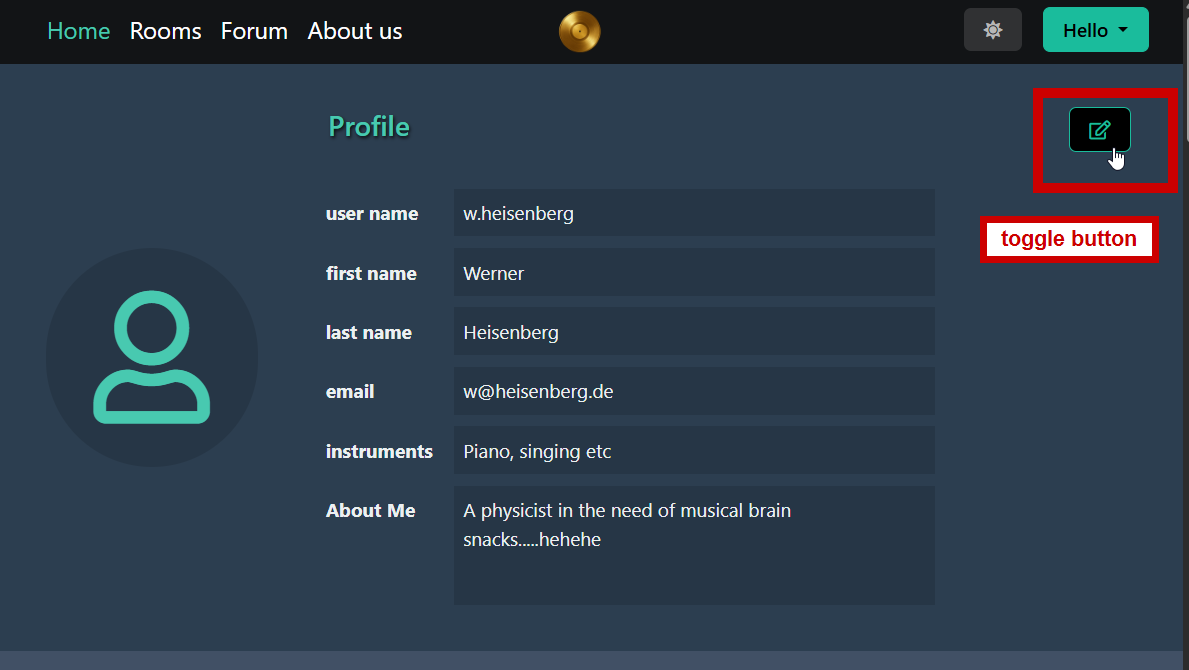 Home Rooms Forum About us Hello
Profile
toggle button
user name w.heisenberg
first name Werner
last name Heisenberg
email w@heisenberg.de
instruments Piano, singing etc
About Me A physicist in the need of musical brain
snacks.....hehehe